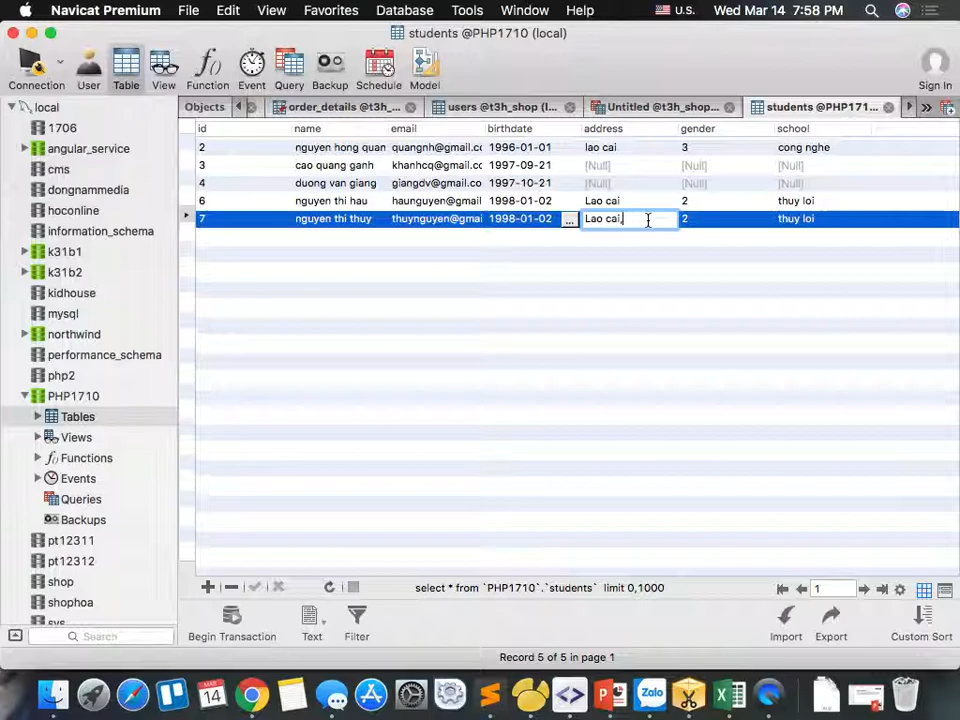 Navicat Premium File Edit View Favorites Database Tools Window Help U.S. Wed Mar 14 7:58 PM
students @PHP1710 (local)
Connection User Table View Function Event Query Backup Schedule Model Sign In
Objects order_details @t3h_... users @t3h_shop (l... Untitled @t3h_shop... students @PHP171...
id name email birthdate address gender school
2 nguyen hong quan quangnh@gmail.cc 1996-01-01 lao cai 3 cong nghe
3 cao quang ganh khanhcq@gmail.cc 1997-09-21 [Null] [Null] [Null]
4 duong van giang giangdv@gmail.con 1997-10-21 [Null] [Null] [Null]
6 nguyen thi hau haunguyen@gmail.cc 1998-01-02 Lao cai 2 thuy loi
7 nguyen thi thuy thuynguyen@gmai 1998-01-02 ... Lao cai, 2 thuy loi
local
1706
angular_service
cms
dongnammedia
hoconline
information_schema
k31b1
k31b2
kidhouse
mysql
northwind
performance_schema
php2
PHP1710
Tables
Views
Functions
Events
Queries
Backups
pt12311
pt12312
shop
shophoa
sys
Search
select * from `PHP1710`.`students` limit 0,1000 1
Begin Transaction Text Filter Import Export Custom Sort
Record 5 of 5 in page 1
MAR
14
Zalo